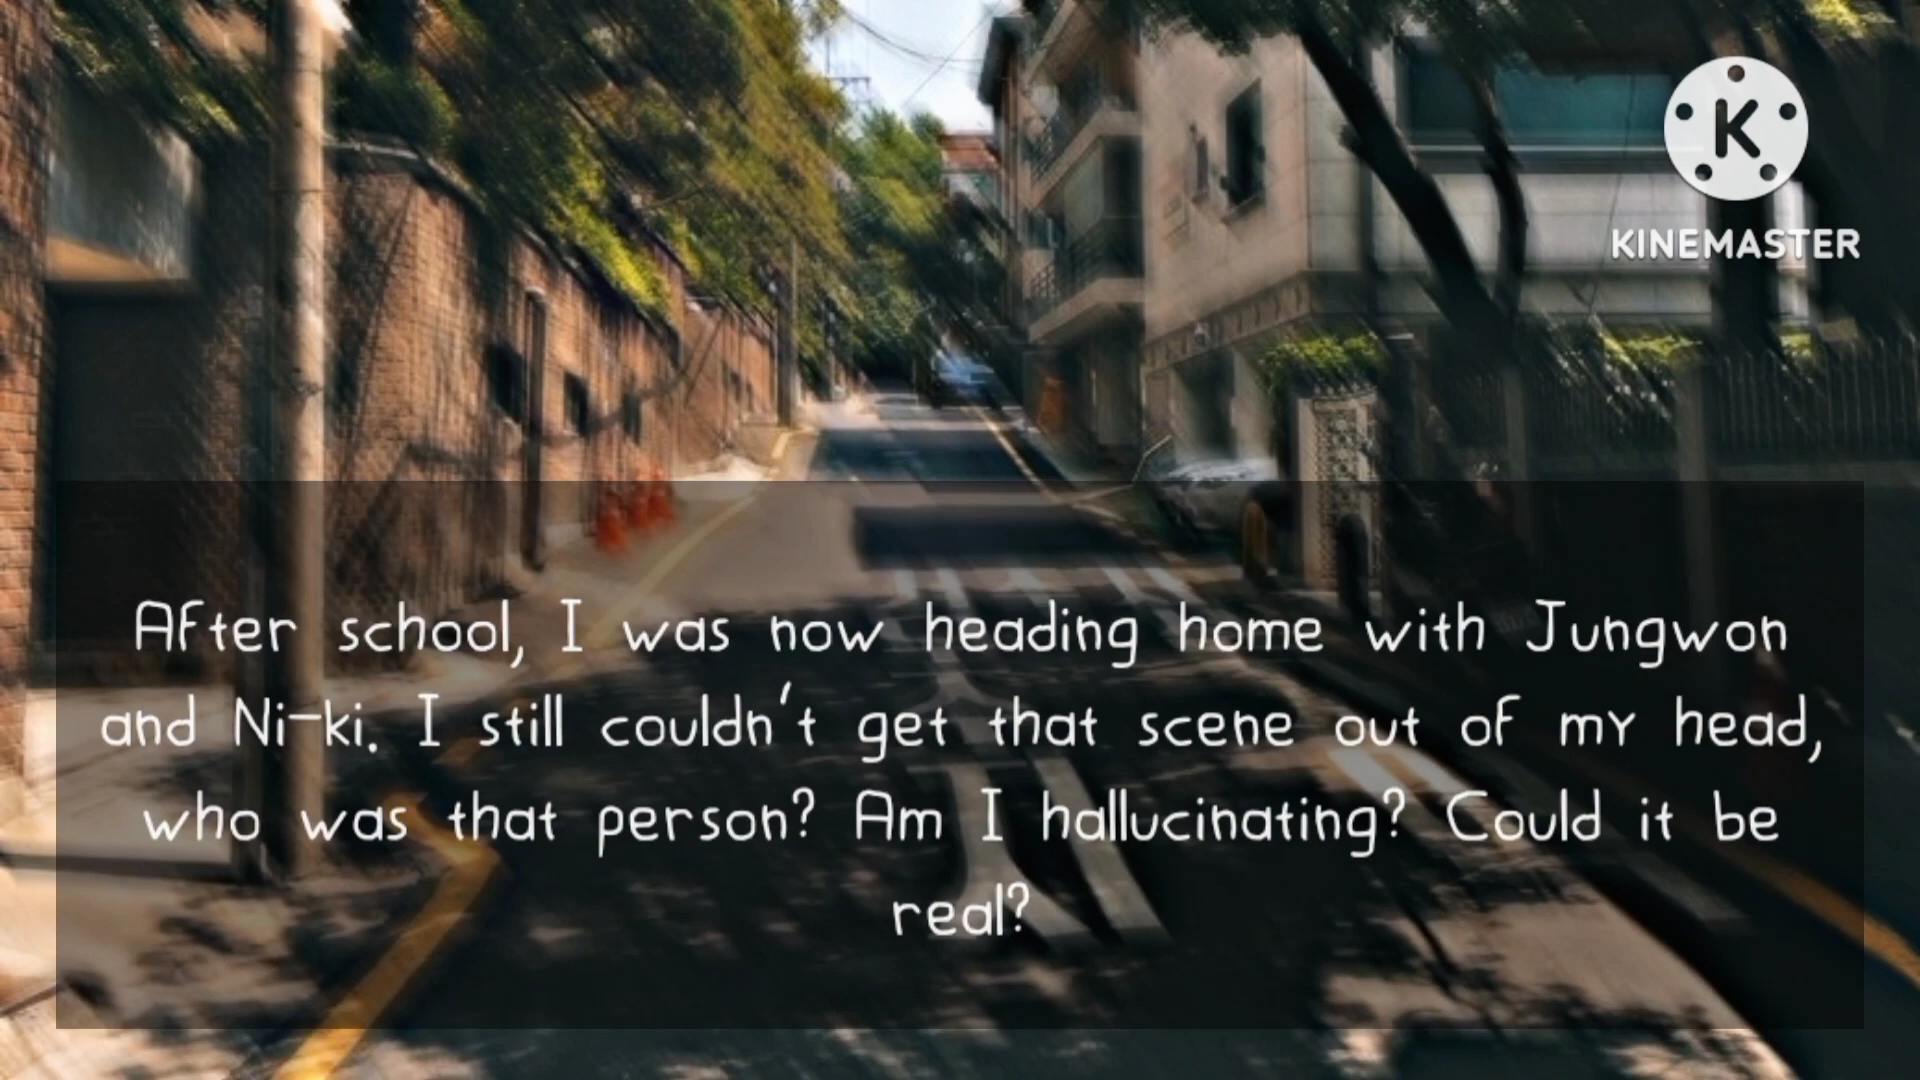 K
KINEMASTER
After school, I was now heading home with Jungwon
and Ni-ki. I still couldn't get that scene out of my head,
who was that person? Am I hallucinating? Could it be
real?